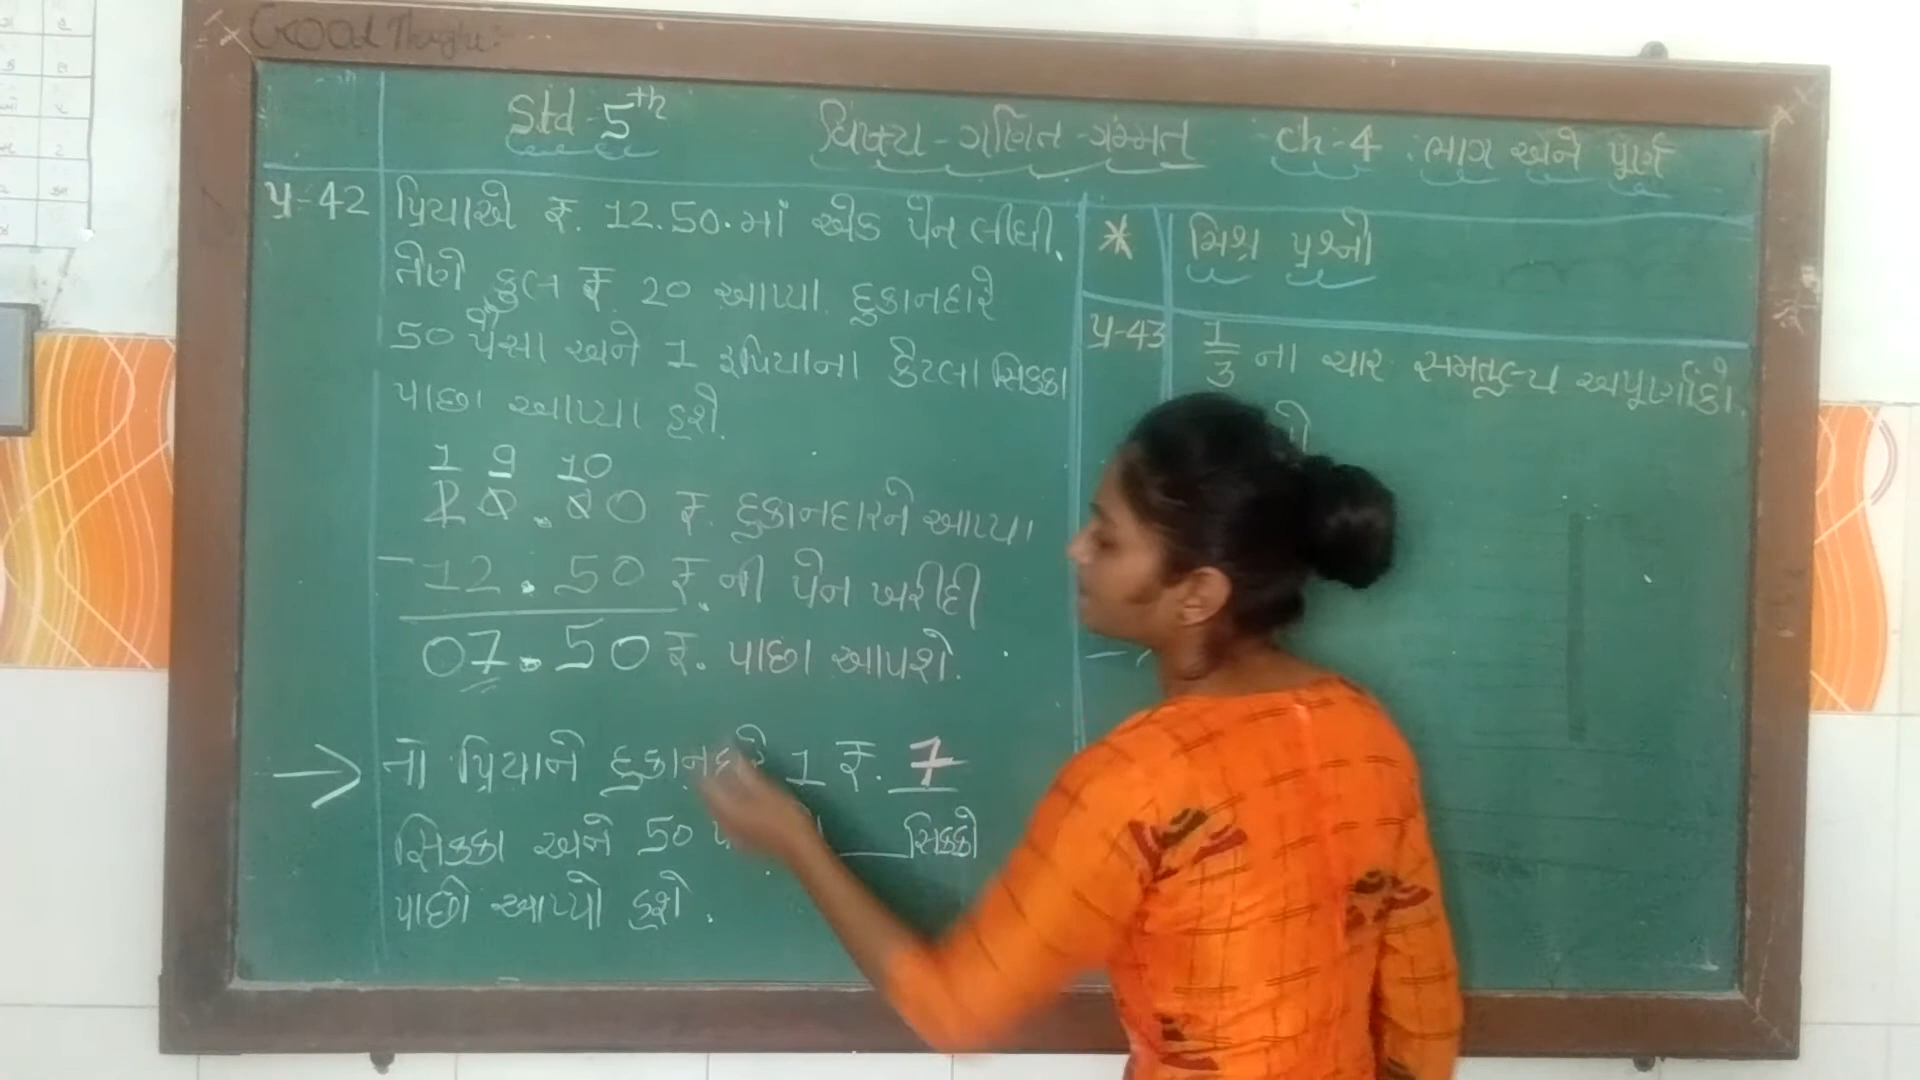 Good Thought:-
Std-5th વિષય-ગણિત-ગમ્મત ch-4. ભાગ અને પૂર્ણ
પ્ર-42 પ્રિયાએ રૂ. 12.50.માં એક પેન લીધી.
તેણે કુલ રૂ. 20 આપ્યા. દુકાનદારે
50 પૈસા અને 1 રૂપિયાના કેટલા સિક્કા
પાછા આપ્યા હશે.
1 9 10
20.00 રૂ. દુકાનદારને આપ્યા
-12.50 રૂ.ની પેન ખરીદી
07.50 રૂ. પાછા આપશે.
→ તો પ્રિયાને દુકાનદારે 1 રૂ. 7
સિક્કા અને 50 ___ સિક્કો
પાછો આપ્યો હશે.
* મિશ્ર પ્રશ્નો
પ્ર-43 1/3 ના ચાર સમતુલ્ય અપૂર્ણાંકો.